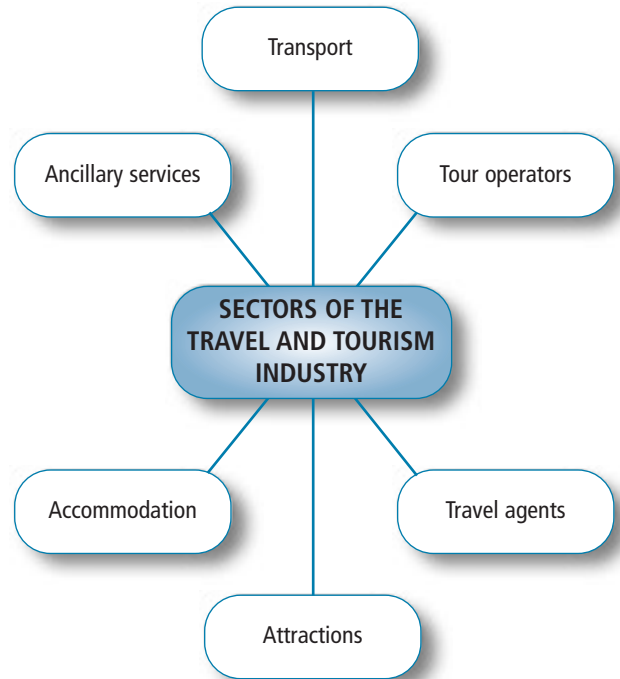 Transport
Ancillary services
Tour operators
SECTORS OF THE
TRAVEL AND TOURISM
INDUSTRY
Accommodation
Travel agents
Attractions